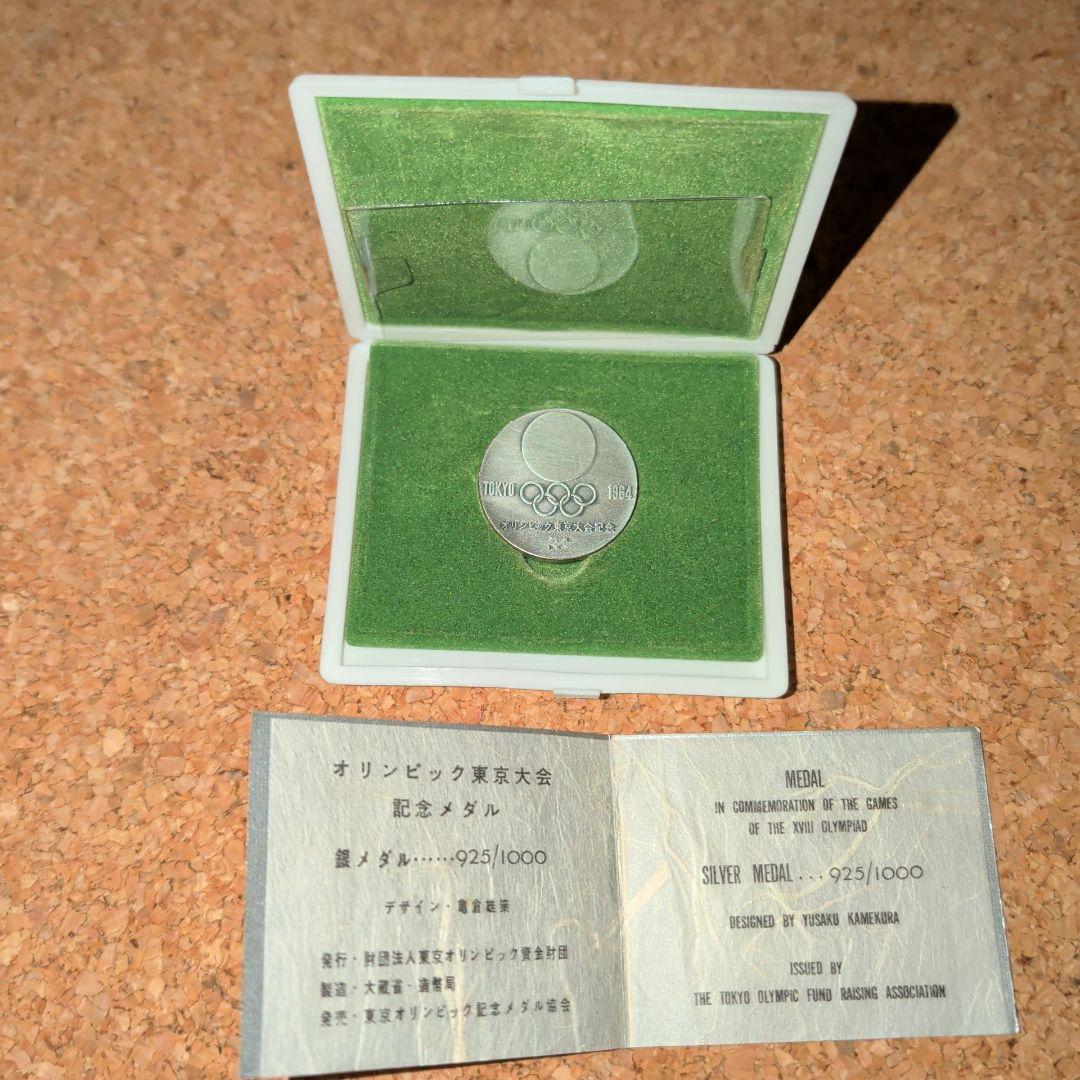 TOKYO 1964
オリンピック東京大会記念
オリンピック東京大会
記念メダル
銀メダル……925/1000
デザイン・亀倉雄策
発行・財団法人東京オリンピック資金財団
製造・大蔵省・造幣局
発売・東京オリンピック記念メダル協会
MEDAL
IN COMMEMORATION OF THE GAMES
OF THE XVIII OLYMPIAD
SILVER MEDAL...925/1000
DESIGNED BY YUSAKU KAMEKURA
ISSUED BY
THE TOKYO OLYMPIC FUND RAISING ASSOCIATION